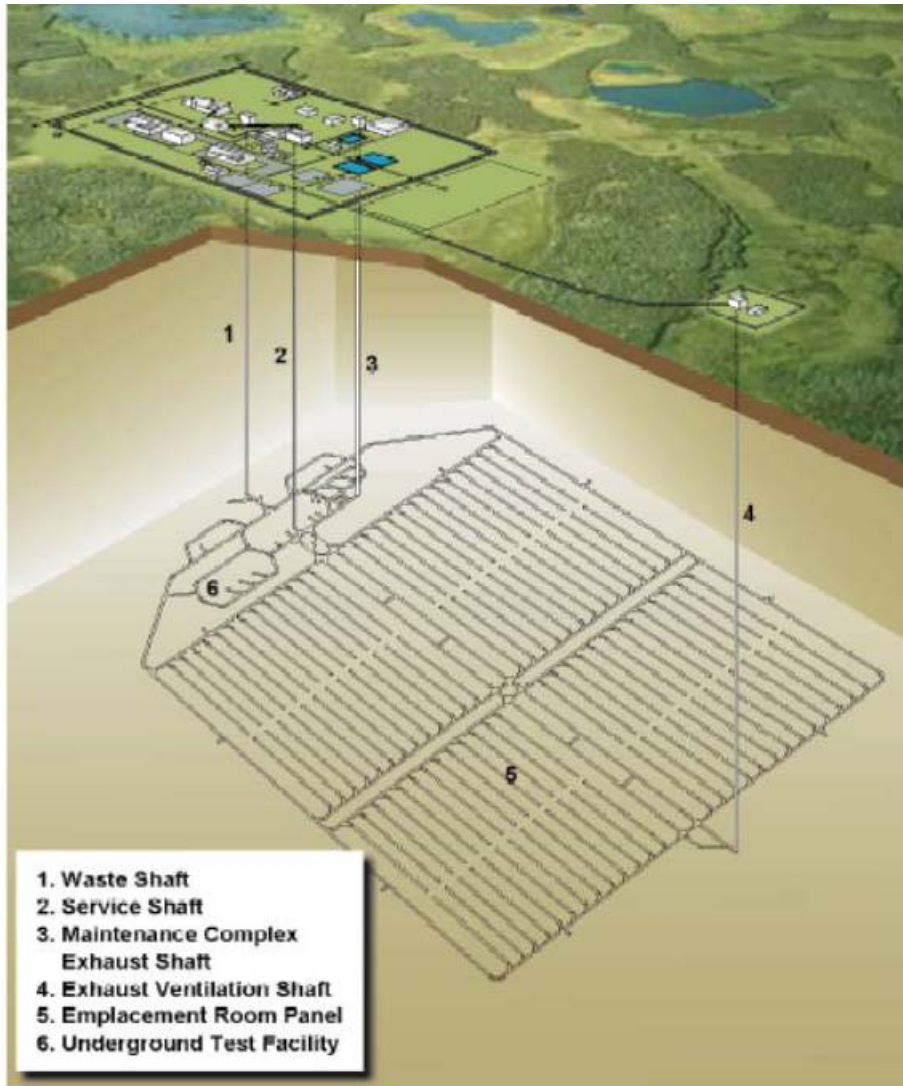 1
2
3
4
6
5
1. Waste Shaft
2. Service Shaft
3. Maintenance Complex
Exhaust Shaft
4. Exhaust Ventilation Shaft
5. Emplacement Room Panel
6. Underground Test Facility